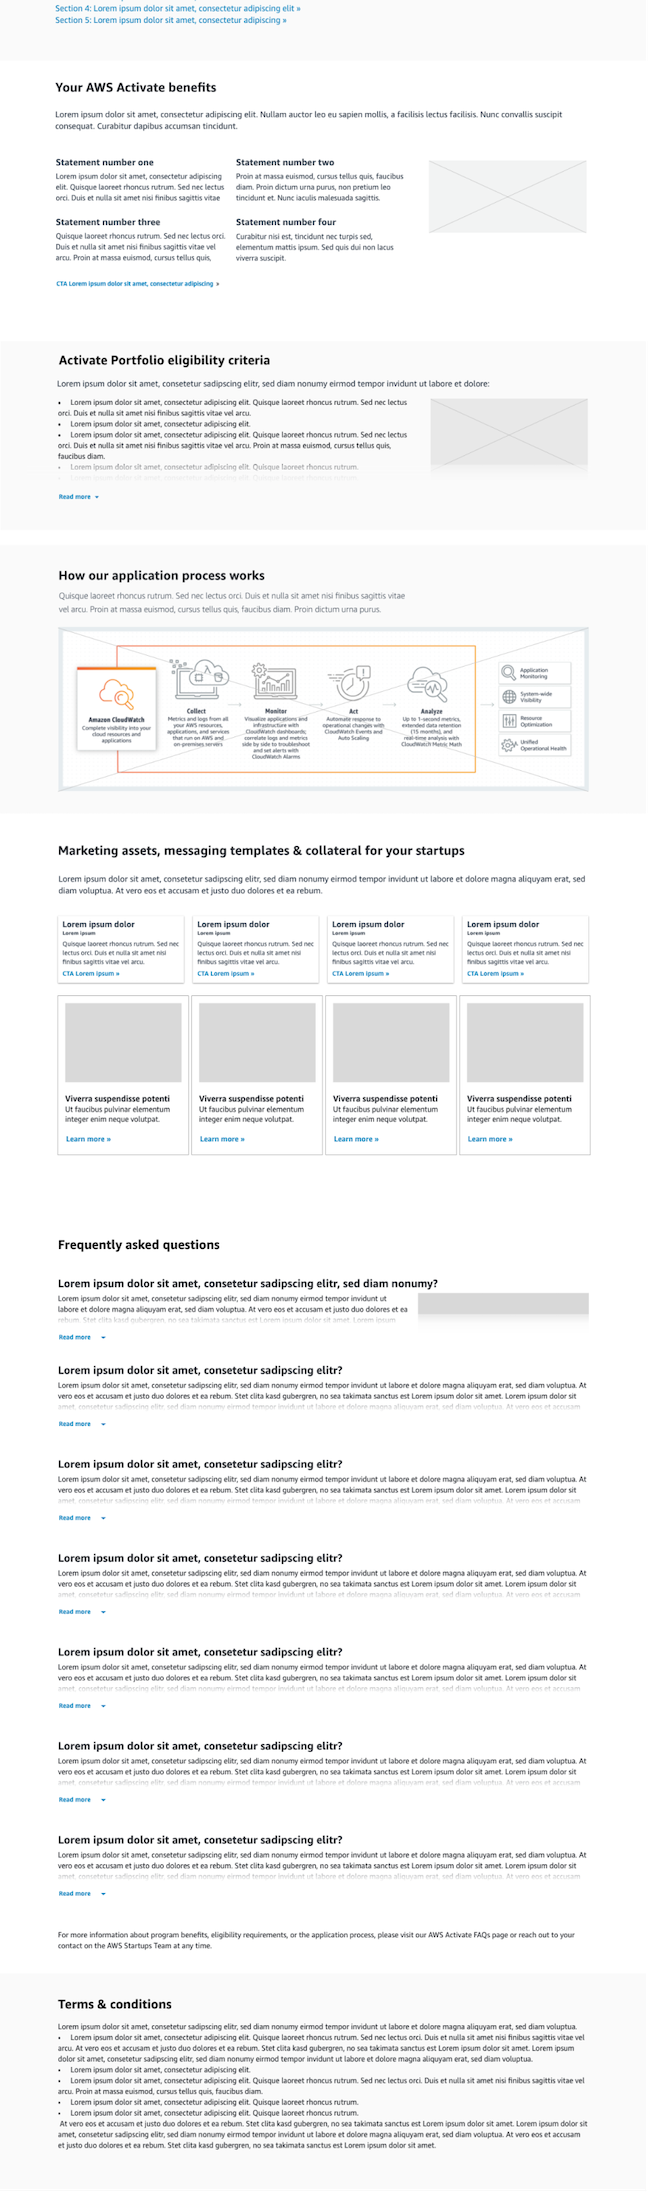 Section 4: Lorem ipsum dolor sit amet, consectetur adipiscing elit »
Section 5: Lorem ipsum dolor sit amet, consectetur adipiscing »
Your AWS Activate benefits
Lorem ipsum dolor sit amet, consectetur adipiscing elit. Nullam auctor leo eu sapien mollis, a facilisis lectus facilisis. Nunc convallis suscipit
consequat. Curabitur dapibus accumsan tincidunt.
Statement number one
Lorem ipsum dolor sit amet, consectetur adipiscing
elit. Quisque laoreet rhoncus rutrum. Sed nec lectus
orci. Duis et nulla sit amet nisi finibus sagittis vitae
Statement number two
Proin at massa euismod, cursus tellus quis, faucibus
diam. Proin dictum urna purus, non pretium leo
tincidunt et. Nunc iaculis malesuada sagittis.
Statement number three
Quisque laoreet rhoncus rutrum. Sed nec lectus orci.
Duis et nulla sit amet nisi finibus sagittis vitae vel
arcu. Proin at massa euismod, cursus tellus quis,
Statement number four
Curabitur nisi est, tincidunt nec turpis sed,
elementum mattis ipsum. Sed quis dui non lacus
viverra suscipit.
CTA Lorem ipsum dolor sit amet, consectetur adipiscing »
Activate Portfolio eligibility criteria
Lorem ipsum dolor sit amet, consetetur sadipscing elitr, sed diam nonumy eirmod tempor invidunt ut labore et dolore:
• Lorem ipsum dolor sit amet, consectetur adipiscing elit. Quisque laoreet rhoncus rutrum. Sed nec lectus
orci. Duis et nulla sit amet nisi finibus sagittis vitae vel arcu.
• Lorem ipsum dolor sit amet, consectetur adipiscing elit.
• Lorem ipsum dolor sit amet, consectetur adipiscing elit. Quisque laoreet rhoncus rutrum. Sed nec lectus
orci. Duis et nulla sit amet nisi finibus sagittis vitae vel arcu. Proin at massa euismod, cursus tellus quis,
faucibus diam.
• Lorem ipsum dolor sit amet, consectetur adipiscing elit. Quisque laoreet rhoncus rutrum.
• Lorem ipsum dolor sit amet, consectetur adipiscing elit. Quisque laoreet rhoncus rutrum.
Read more
How our application process works
Quisque laoreet rhoncus rutrum. Sed nec lectus orci. Duis et nulla sit amet nisi finibus sagittis vitae
vel arcu. Proin at massa euismod, cursus tellus quis, faucibus diam. Proin dictum urna purus.
Amazon CloudWatch
Complete visibility into your
cloud resources and
applications
Collect
Metrics and logs from all
your AWS resources,
applications, and services
that run on AWS and
on-premises servers
Monitor
Visualize applications and
infrastructure with
CloudWatch dashboards;
correlate logs and metrics
side by side to troubleshoot
and set alerts with
CloudWatch Alarms
Act
Automate response to
operational changes with
CloudWatch Events and
Auto Scaling
Analyze
Up to 1-second metrics,
extended data retention
(15 months), and
real-time analysis with
CloudWatch Metric Math
Application
Monitoring
System-wide
Visibility
Resource
Optimization
Unified
Operational Health
Marketing assets, messaging templates & collateral for your startups
Lorem ipsum dolor sit amet, consetetur sadipscing elitr, sed diam nonumy eirmod tempor invidunt ut labore et dolore magna aliquyam erat, sed
diam voluptua. At vero eos et accusam et justo duo dolores et ea rebum.
Lorem ipsum dolor
Lorem ipsum
Quisque laoreet rhoncus rutrum. Sed nec
lectus orci. Duis et nulla sit amet nisi
finibus sagittis vitae vel arcu.
CTA Lorem ipsum »
Lorem ipsum dolor
Lorem ipsum
Quisque laoreet rhoncus rutrum. Sed nec
lectus orci. Duis et nulla sit amet nisi
finibus sagittis vitae vel arcu.
CTA Lorem ipsum »
Lorem ipsum dolor
Lorem ipsum
Quisque laoreet rhoncus rutrum. Sed nec
lectus orci. Duis et nulla sit amet nisi
finibus sagittis vitae vel arcu.
CTA Lorem ipsum »
Lorem ipsum dolor
Lorem ipsum
Quisque laoreet rhoncus rutrum. Sed nec
lectus orci. Duis et nulla sit amet nisi
finibus sagittis vitae vel arcu.
CTA Lorem ipsum »
Viverra suspendisse potenti
Ut faucibus pulvinar elementum
integer enim neque volutpat.
Learn more »
Viverra suspendisse potenti
Ut faucibus pulvinar elementum
integer enim neque volutpat.
Learn more »
Viverra suspendisse potenti
Ut faucibus pulvinar elementum
integer enim neque volutpat.
Learn more »
Viverra suspendisse potenti
Ut faucibus pulvinar elementum
integer enim neque volutpat.
Learn more »
Frequently asked questions
Lorem ipsum dolor sit amet, consetetur sadipscing elitr, sed diam nonumy?
Lorem ipsum dolor sit amet, consetetur sadipscing elitr, sed diam nonumy eirmod tempor invidunt ut
labore et dolore magna aliquyam erat, sed diam voluptua. At vero eos et accusam et justo duo dolores et ea
rebum. Stet clita kasd gubergren, no sea takimata sanctus est Lorem ipsum dolor sit amet. Lorem ipsum
Read more
Lorem ipsum dolor sit amet, consetetur sadipscing elitr?
Lorem ipsum dolor sit amet, consetetur sadipscing elitr, sed diam nonumy eirmod tempor invidunt ut labore et dolore magna aliquyam erat, sed diam voluptua. At
vero eos et accusam et justo duo dolores et ea rebum. Stet clita kasd gubergren, no sea takimata sanctus est Lorem ipsum dolor sit amet. Lorem ipsum dolor sit
amet, consetetur sadipscing elitr, sed diam nonumy eirmod tempor invidunt ut labore et dolore magna aliquyam erat, sed diam voluptua. At vero eos et accusam
Read more
Lorem ipsum dolor sit amet, consetetur sadipscing elitr?
Lorem ipsum dolor sit amet, consetetur sadipscing elitr, sed diam nonumy eirmod tempor invidunt ut labore et dolore magna aliquyam erat, sed diam voluptua. At
vero eos et accusam et justo duo dolores et ea rebum. Stet clita kasd gubergren, no sea takimata sanctus est Lorem ipsum dolor sit amet. Lorem ipsum dolor sit
amet, consetetur sadipscing elitr, sed diam nonumy eirmod tempor invidunt ut labore et dolore magna aliquyam erat, sed diam voluptua. At vero eos et accusam
Read more
Lorem ipsum dolor sit amet, consetetur sadipscing elitr?
Lorem ipsum dolor sit amet, consetetur sadipscing elitr, sed diam nonumy eirmod tempor invidunt ut labore et dolore magna aliquyam erat, sed diam voluptua. At
vero eos et accusam et justo duo dolores et ea rebum. Stet clita kasd gubergren, no sea takimata sanctus est Lorem ipsum dolor sit amet. Lorem ipsum dolor sit
amet, consetetur sadipscing elitr, sed diam nonumy eirmod tempor invidunt ut labore et dolore magna aliquyam erat, sed diam voluptua. At vero eos et accusam
Read more
Lorem ipsum dolor sit amet, consetetur sadipscing elitr?
Lorem ipsum dolor sit amet, consetetur sadipscing elitr, sed diam nonumy eirmod tempor invidunt ut labore et dolore magna aliquyam erat, sed diam voluptua. At
vero eos et accusam et justo duo dolores et ea rebum. Stet clita kasd gubergren, no sea takimata sanctus est Lorem ipsum dolor sit amet. Lorem ipsum dolor sit
amet, consetetur sadipscing elitr, sed diam nonumy eirmod tempor invidunt ut labore et dolore magna aliquyam erat, sed diam voluptua. At vero eos et accusam
Read more
Lorem ipsum dolor sit amet, consetetur sadipscing elitr?
Lorem ipsum dolor sit amet, consetetur sadipscing elitr, sed diam nonumy eirmod tempor invidunt ut labore et dolore magna aliquyam erat, sed diam voluptua. At
vero eos et accusam et justo duo dolores et ea rebum. Stet clita kasd gubergren, no sea takimata sanctus est Lorem ipsum dolor sit amet. Lorem ipsum dolor sit
amet, consetetur sadipscing elitr, sed diam nonumy eirmod tempor invidunt ut labore et dolore magna aliquyam erat, sed diam voluptua. At vero eos et accusam
Read more
Lorem ipsum dolor sit amet, consetetur sadipscing elitr?
Lorem ipsum dolor sit amet, consetetur sadipscing elitr, sed diam nonumy eirmod tempor invidunt ut labore et dolore magna aliquyam erat, sed diam voluptua. At
vero eos et accusam et justo duo dolores et ea rebum. Stet clita kasd gubergren, no sea takimata sanctus est Lorem ipsum dolor sit amet. Lorem ipsum dolor sit
amet, consetetur sadipscing elitr, sed diam nonumy eirmod tempor invidunt ut labore et dolore magna aliquyam erat, sed diam voluptua. At vero eos et accusam
Read more
For more information about program benefits, eligibility requirements, or the application process, please visit our AWS Activate FAQs page or reach out to your
contact on the AWS Startups Team at any time.
Terms & conditions
Lorem ipsum dolor sit amet, consetetur sadipscing elitr, sed diam nonumy eirmod tempor invidunt ut labore et dolore magna aliquyam erat, sed diam voluptua.
• Lorem ipsum dolor sit amet, consectetur adipiscing elit. Quisque laoreet rhoncus rutrum. Sed nec lectus orci. Duis et nulla sit amet nisi finibus sagittis vitae vel
arcu. At vero eos et accusam et justo duo dolores et ea rebum. Stet clita kasd gubergren, no sea takimata sanctus est Lorem ipsum dolor sit amet. Lorem ipsum
dolor sit amet, consetetur sadipscing elitr, sed diam nonumy eirmod tempor invidunt ut labore et dolore magna aliquyam erat, sed diam voluptua.
• Lorem ipsum dolor sit amet, consectetur adipiscing elit.
• Lorem ipsum dolor sit amet, consectetur adipiscing elit. Quisque laoreet rhoncus rutrum. Sed nec lectus orci. Duis et nulla sit amet nisi finibus sagittis vitae vel
arcu. Proin at massa euismod, cursus tellus quis, faucibus diam.
• Lorem ipsum dolor sit amet, consectetur adipiscing elit. Quisque laoreet rhoncus rutrum.
• Lorem ipsum dolor sit amet, consectetur adipiscing elit. Quisque laoreet rhoncus rutrum.
At vero eos et accusam et justo duo dolores et ea rebum. Stet clita kasd gubergren, no sea takimata sanctus est Lorem ipsum dolor sit amet. Lorem ipsum dolor sit
amet, consetetur sadipscing elitr, sed diam nonumy eirmod tempor invidunt ut labore et dolore magna aliquyam erat, sed diam voluptua. At vero eos et accusam
et justo duo dolores et ea rebum. Stet clita kasd gubergren, no sea takimata sanctus est Lorem ipsum dolor sit amet.